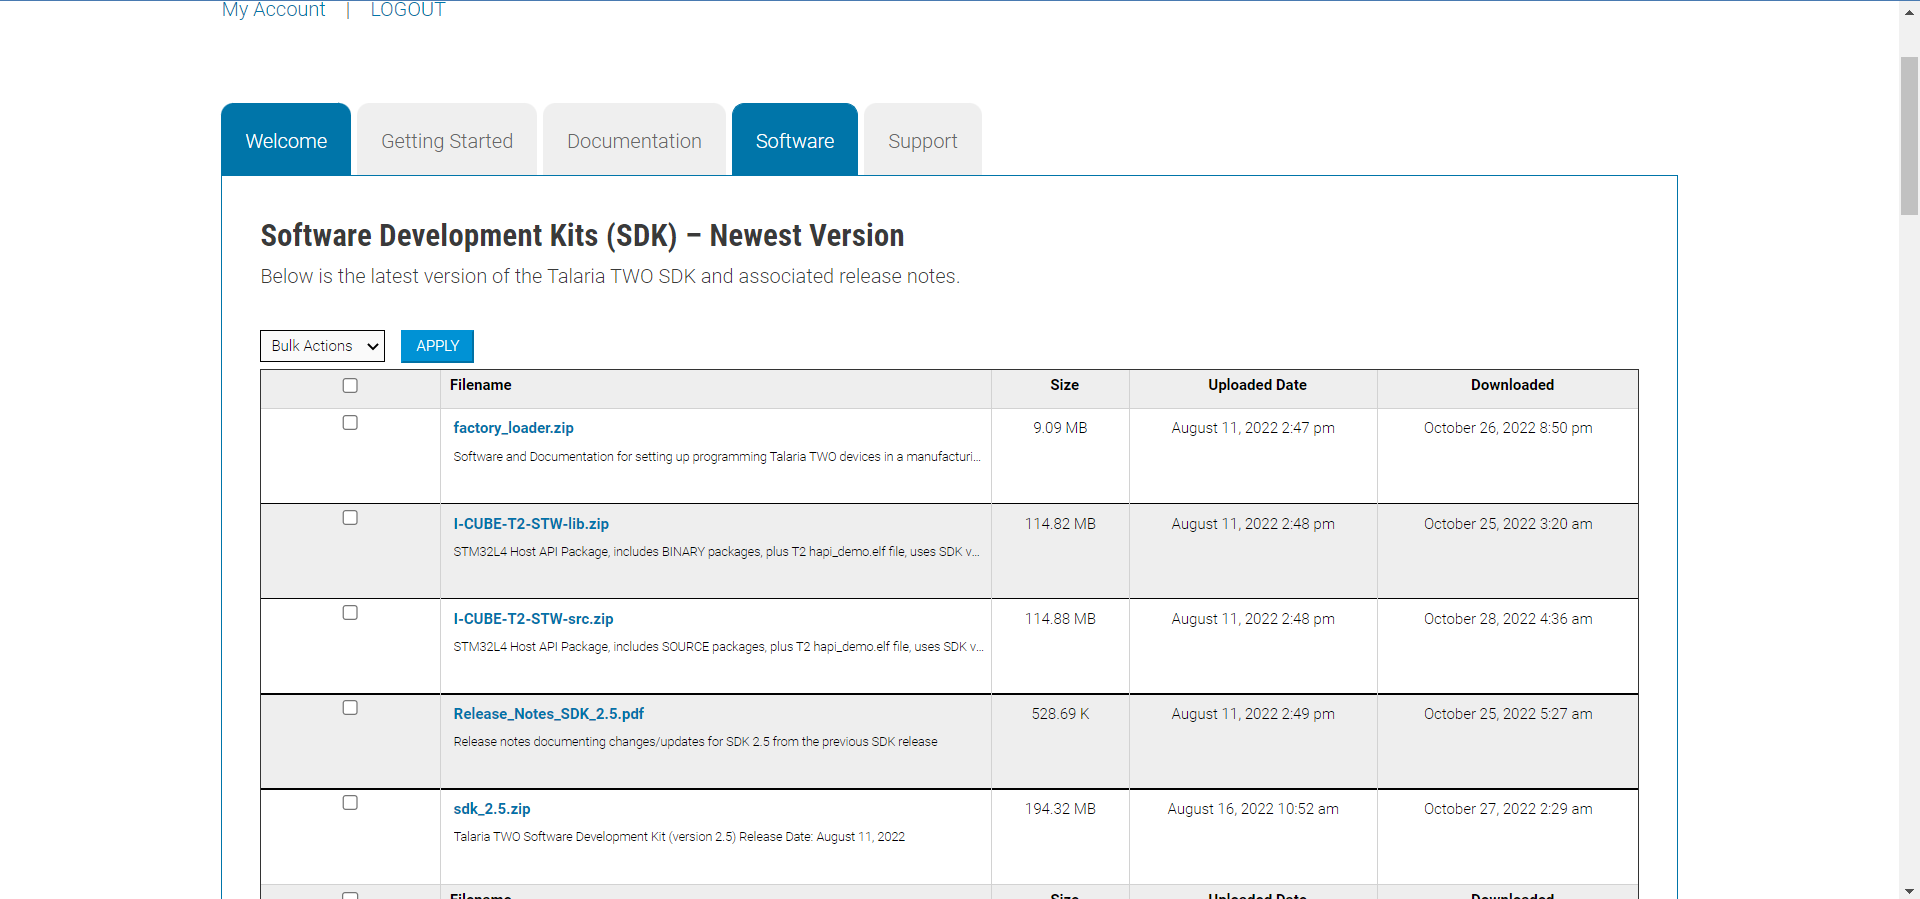 My Account | LOGOUT
Welcome Getting Started Documentation Software Support
Software Development Kits (SDK) – Newest Version
Below is the latest version of the Talaria TWO SDK and associated release notes.
Bulk Actions APPLY
Filename Size Uploaded Date Downloaded
factory_loader.zip 9.09 MB August 11, 2022 2:47 pm October 26, 2022 8:50 pm
Software and Documentation for setting up programming Talaria TWO devices in a manufacturi...
I-CUBE-T2-STW-lib.zip 114.82 MB August 11, 2022 2:48 pm October 25, 2022 3:20 am
STM32L4 Host API Package, includes BINARY packages, plus T2 hapi_demo.elf file, uses SDK v...
I-CUBE-T2-STW-src.zip 114.88 MB August 11, 2022 2:48 pm October 28, 2022 4:36 am
STM32L4 Host API Package, includes SOURCE packages, plus T2 hapi_demo.elf file, uses SDK v...
Release_Notes_SDK_2.5.pdf 528.69 K August 11, 2022 2:49 pm October 25, 2022 5:27 am
Release notes documenting changes/updates for SDK 2.5 from the previous SDK release
sdk_2.5.zip 194.32 MB August 16, 2022 10:52 am October 27, 2022 2:29 am
Talaria TWO Software Development Kit (version 2.5) Release Date: August 11, 2022
Filename Size Uploaded Date Downloaded